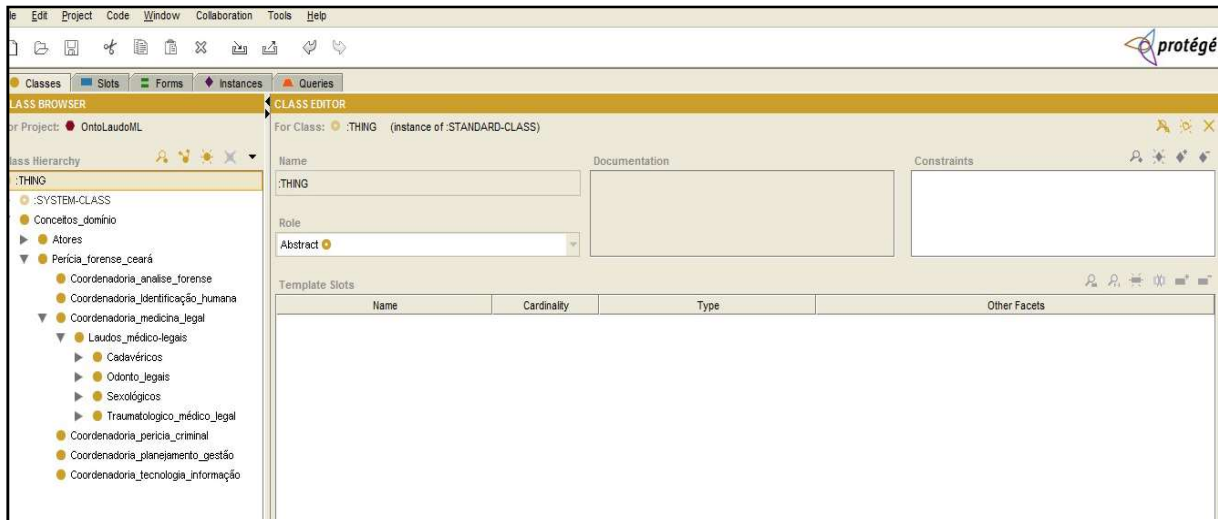 le Edit Project Code Window Collaboration Tools Help
protégé
Classes Slots Forms Instances Queries
LASS BROWSER
CLASS EDITOR
or Project: OntoLaudoML
For Class: :THING (instance of :STANDARD-CLASS)
lass Hierarchy
Name
Documentation
Constraints
:THING
:THING
:SYSTEM-CLASS
Conceitos_domínio
Role
Atores
Abstract
Perícia_forense_ceará
Coordenadoria_analise_forense
Template Slots
Coordenadoria_Identificação_humana
Name Cardinality Type Other Facets
Coordenadoria_medicina_legal
Laudos_médico-legais
Cadavéricos
Odonto_legais
Sexológicos
Traumatologico_médico_legal
Coordenadoria_pericia_criminal
Coordenadoria_planejamento_gestão
Coordenadoria_tecnologia_informação